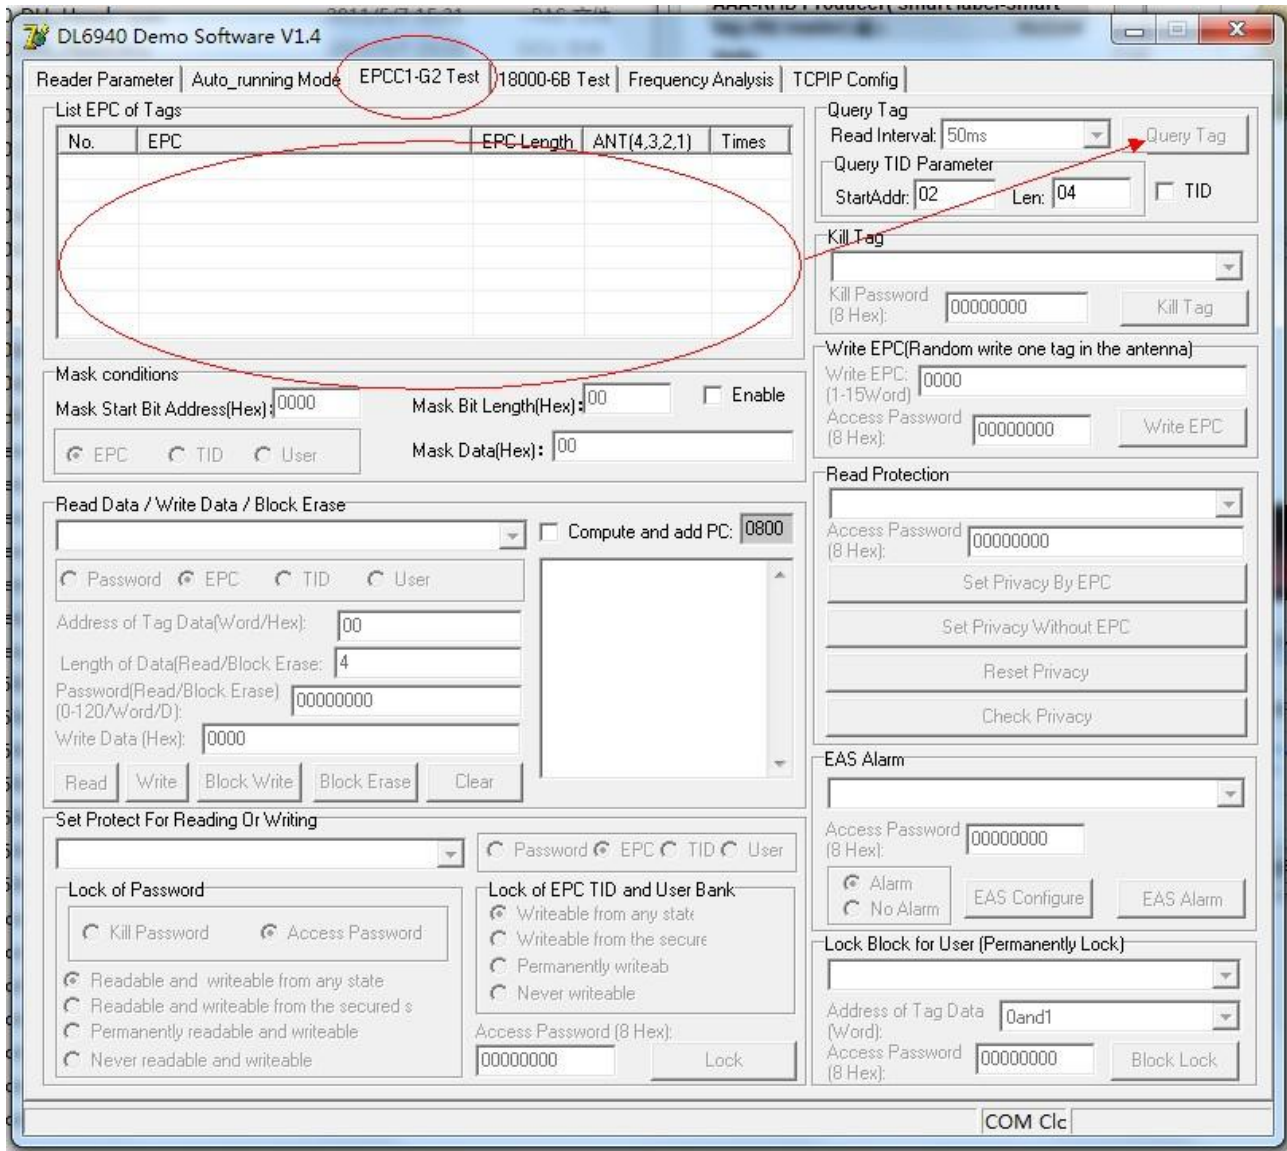 2011/5/7 15:31
DL6940 Demo Software V1.4
Reader Parameter Auto_running Mode EPCC1-G2 Test 18000-6B Test Frequency Analysis TCPIP Comfig
List EPC of Tags
No. EPC EPC Length ANT(4,3,2,1) Times
Query Tag
Read Interval: 50ms Query Tag
Query TID Parameter
StartAddr: 02 Len: 04 TID
Kill Tag
Kill Password
(8 Hex): 00000000 Kill Tag
Mask conditions
Mask Start Bit Address(Hex): 0000 Mask Bit Length(Hex): 00 Enable
EPC TID User Mask Data(Hex): 00
Write EPC(Random write one tag in the antenna)
Write EPC: 0000
(1-15Word)
Access Password
(8 Hex): 00000000 Write EPC
Read Data / Write Data / Block Erase
Compute and add PC: 0800
Password EPC TID User
Address of Tag Data(Word/Hex): 00
Length of Data(Read/Block Erase: 4
Password(Read/Block Erase)
(0-120/Word/D): 00000000
Write Data (Hex): 0000
Read Write Block Write Block Erase Clear
Read Protection
Access Password
(8 Hex): 00000000
Set Privacy By EPC
Set Privacy Without EPC
Reset Privacy
Check Privacy
Set Protect For Reading Or Writing
Password EPC TID User
Lock of Password
Kill Password Access Password
Readable and writeable from any state
Readable and writeable from the secured s
Permanently readable and writeable
Never readable and writeable
Lock of EPC TID and User Bank
Writeable from any state
Writeable from the secure
Permanently writeab
Never writeable
Access Password (8 Hex):
00000000 Lock
EAS Alarm
Access Password
(8 Hex): 00000000
Alarm
No Alarm EAS Configure EAS Alarm
Lock Block for User (Permanently Lock)
Address of Tag Data
(Word): 0and1
Access Password
(8 Hex): 00000000 Block Lock
COM Clc